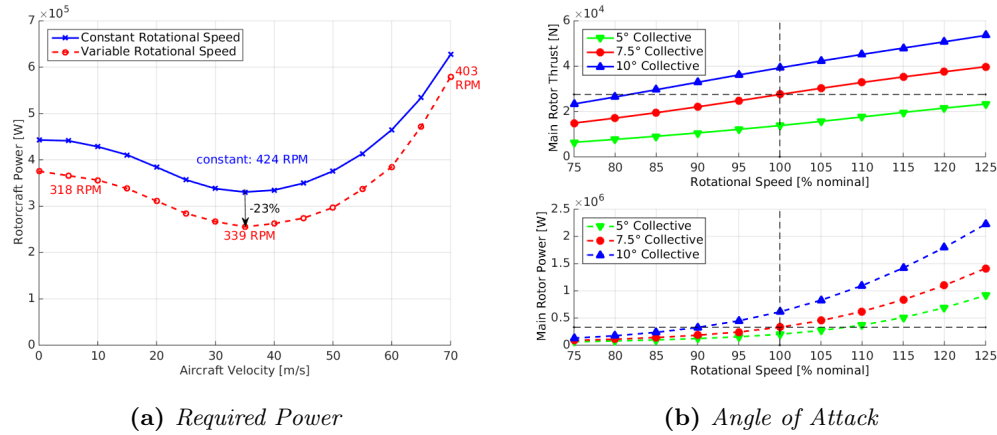 ×10⁵
7
6
5
4
3
2
1
0
Rotorcraft Power [W]
Constant Rotational Speed
Variable Rotational Speed
403
RPM
constant: 424 RPM
318 RPM
-23%
339 RPM
0 10 20 30 40 50 60 70
Aircraft Velocity [m/s]
(a) Required Power
×10⁴
6
4
2
0
Main Rotor Thrust [N]
5° Collective
7.5° Collective
10° Collective
75 80 85 90 95 100 105 110 115 120 125
Rotational Speed [% nominal]
×10⁶
2.5
2
1.5
1
0.5
0
Main Rotor Power [W]
5° Collective
7.5° Collective
10° Collective
75 80 85 90 95 100 105 110 115 120 125
Rotational Speed [% nominal]
(b) Angle of Attack